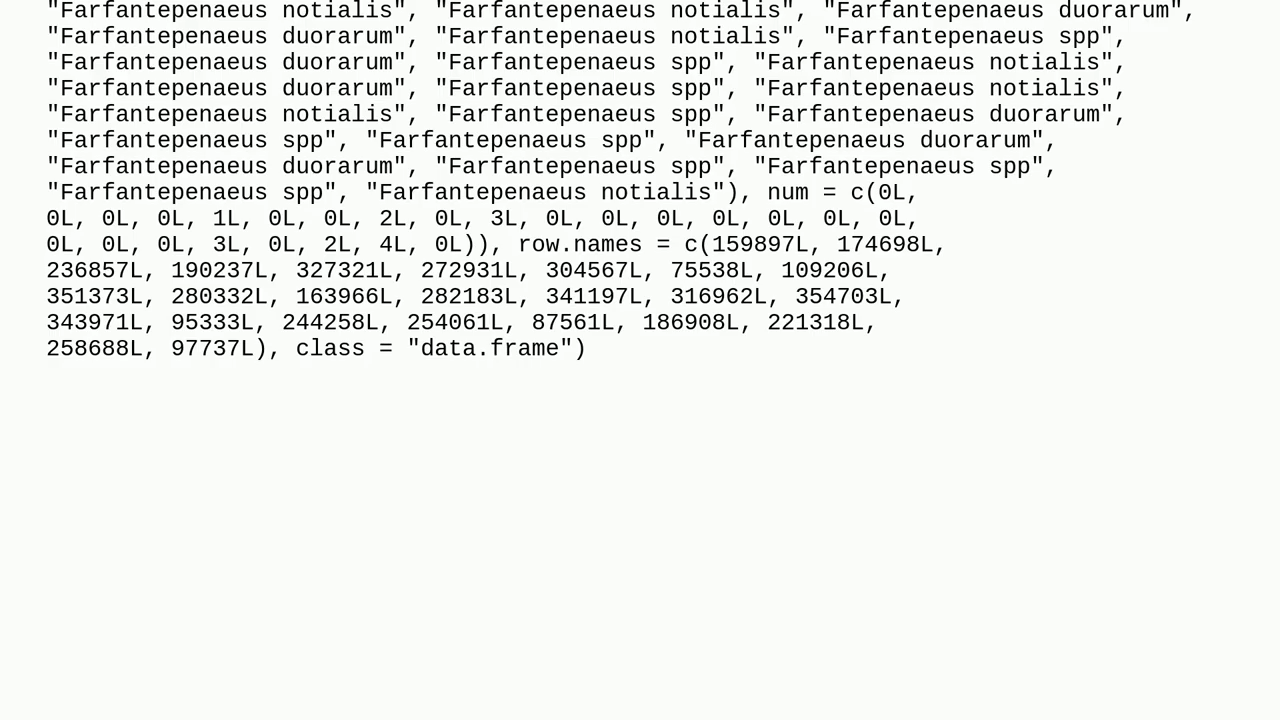 "Farfantepenaeus notialis", "Farfantepenaeus notialis", "Farfantepenaeus duorarum",
"Farfantepenaeus duorarum", "Farfantepenaeus notialis", "Farfantepenaeus spp",
"Farfantepenaeus duorarum", "Farfantepenaeus spp", "Farfantepenaeus notialis",
"Farfantepenaeus duorarum", "Farfantepenaeus spp", "Farfantepenaeus notialis",
"Farfantepenaeus notialis", "Farfantepenaeus spp", "Farfantepenaeus duorarum",
"Farfantepenaeus spp", "Farfantepenaeus spp", "Farfantepenaeus duorarum",
"Farfantepenaeus duorarum", "Farfantepenaeus spp", "Farfantepenaeus spp",
"Farfantepenaeus spp", "Farfantepenaeus notialis"), num = c(0L,
0L, 0L, 0L, 1L, 0L, 0L, 2L, 0L, 3L, 0L, 0L, 0L, 0L, 0L, 0L, 0L,
0L, 0L, 0L, 3L, 0L, 2L, 4L, 0L)), row.names = c(159897L, 174698L,
236857L, 190237L, 327321L, 272931L, 304567L, 75538L, 109206L,
351373L, 280332L, 163966L, 282183L, 341197L, 316962L, 354703L,
343971L, 95333L, 244258L, 254061L, 87561L, 186908L, 221318L,
258688L, 97737L), class = "data.frame")